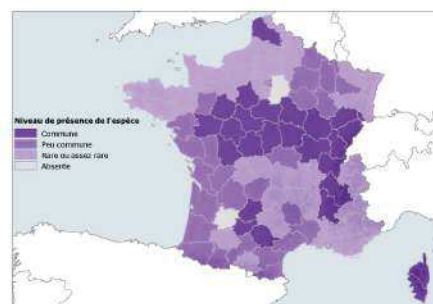 Niveau de présence de l'espèce
Commune
Peu commune
Rare ou assez rare
Absente